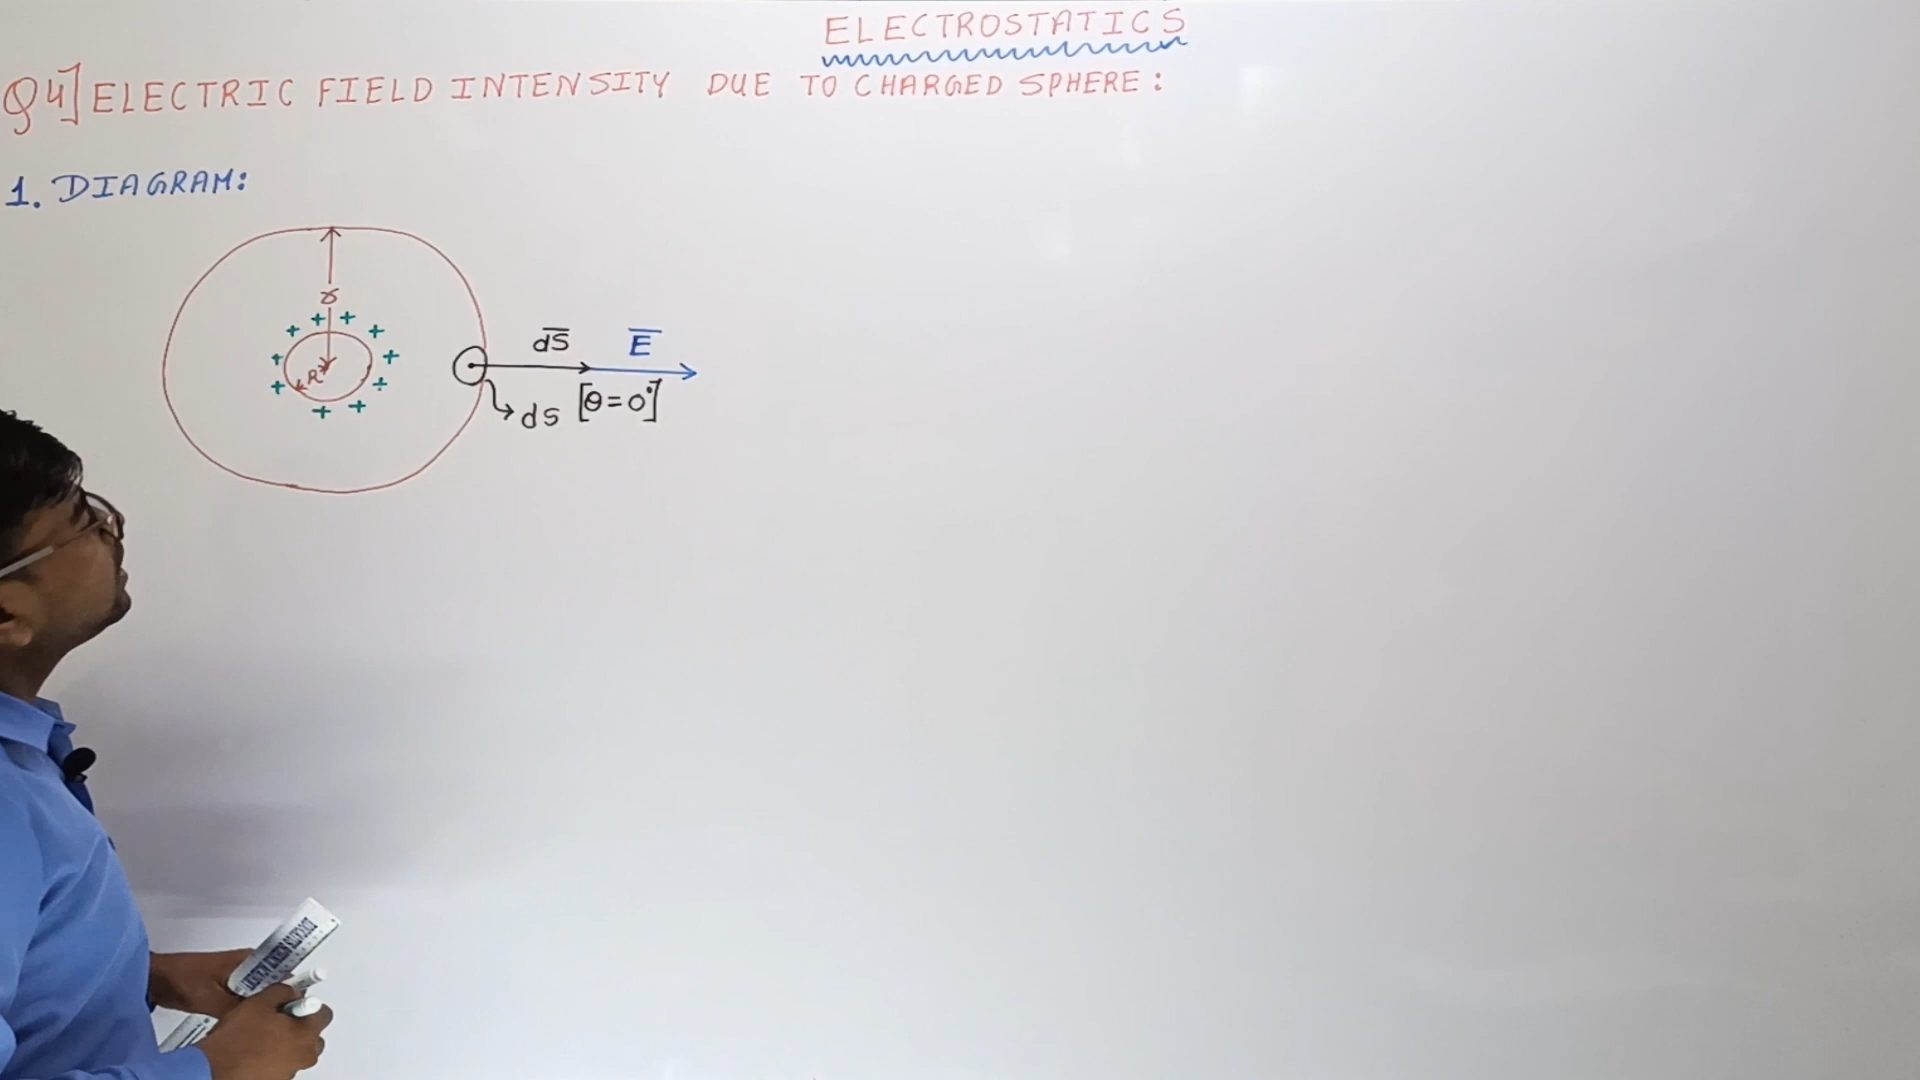 ELECTROSTATICS
Q4] ELECTRIC FIELD INTENSITY DUE TO CHARGED SPHERE:
1. DIAGRAM:
r
R
+ + + + + + + + + + +
dS̅ E̅
dS [θ=0°]